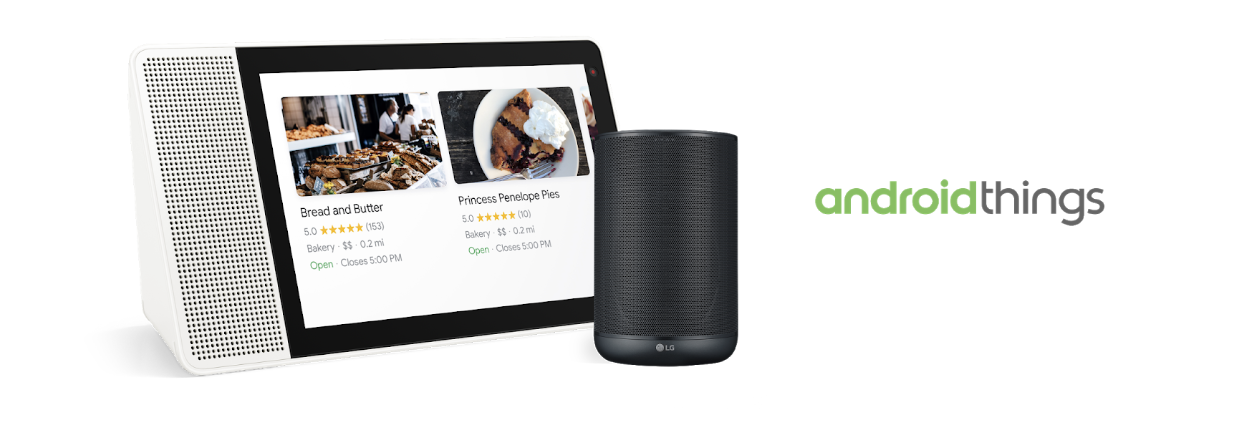 Bread and Butter
5.0 ★★★★★ (153)
Bakery · $$ · 0.2 mi
Open · Closes 5:00 PM
Princess Penelope Pies
5.0 ★★★★★ (10)
Bakery · $$ · 0.2 mi
Open · Closes 5:00 PM
LG
androidthings